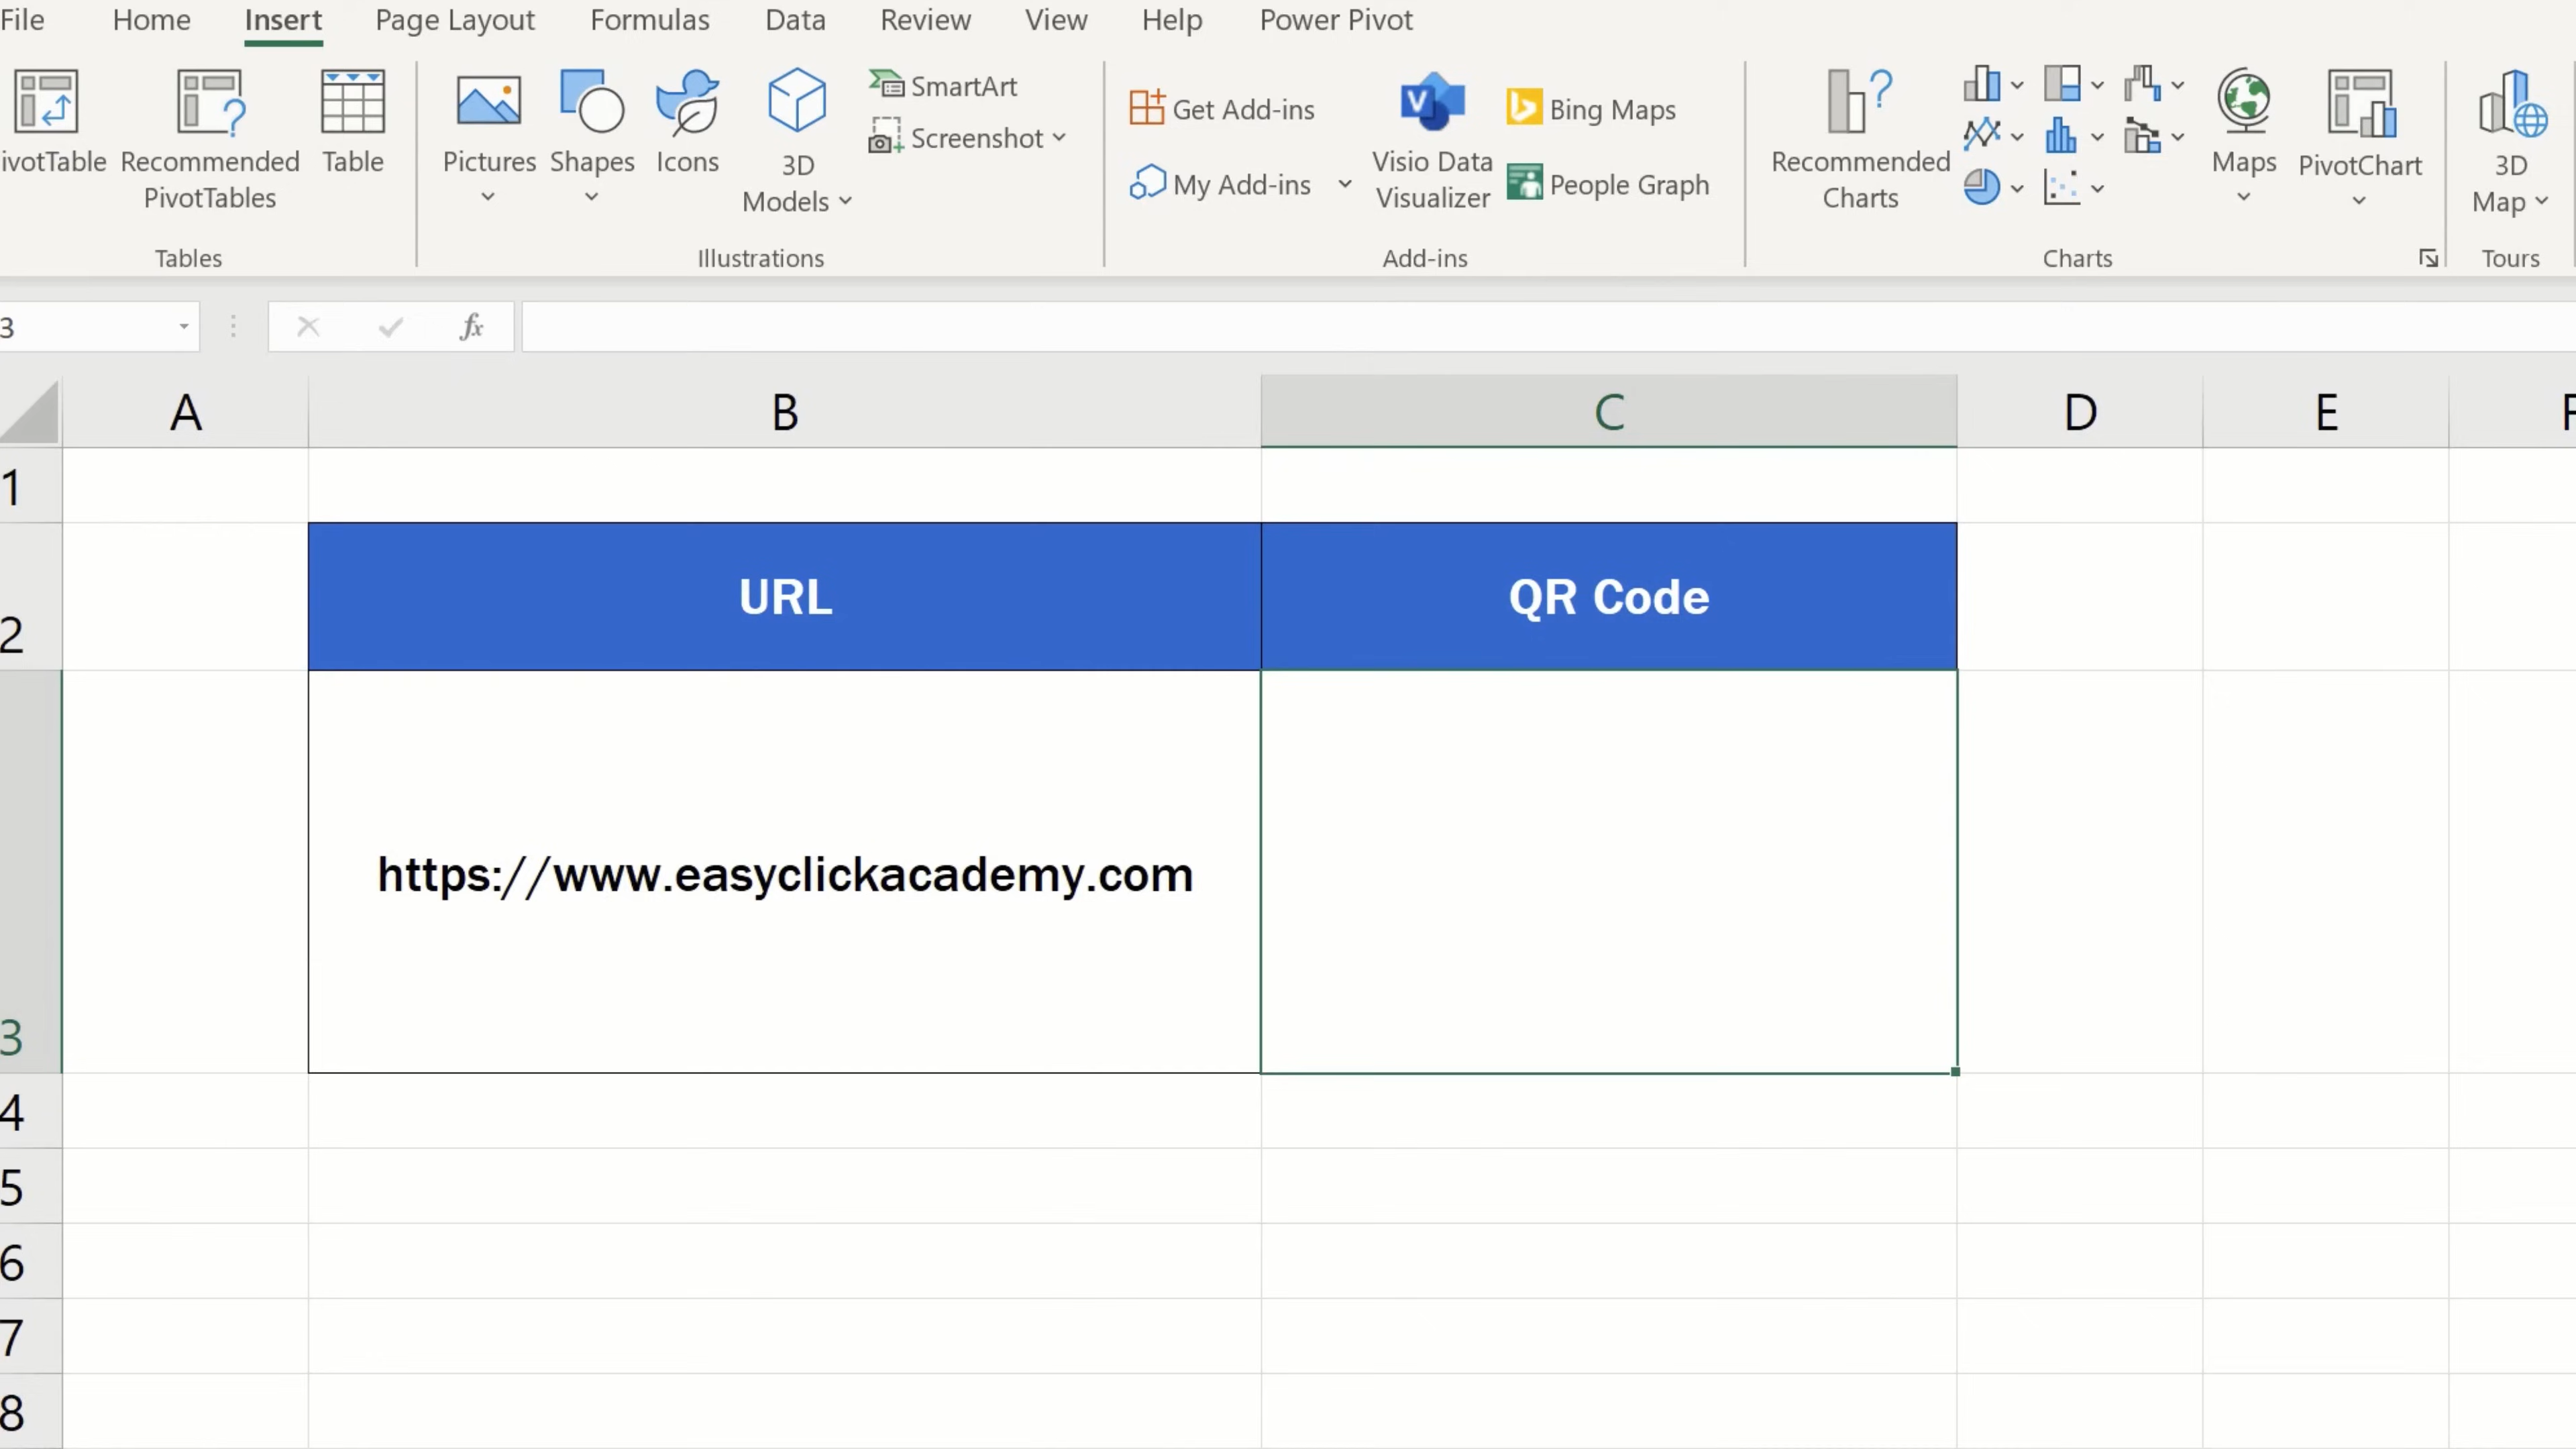 File Home Insert Page Layout Formulas Data Review View Help Power Pivot
ivotTable
Recommended
PivotTables
Table
Tables
Pictures
Shapes
Icons
3D
Models
SmartArt
Screenshot
Illustrations
Get Add-ins
My Add-ins
Visio Data
Visualizer
Bing Maps
People Graph
Add-ins
Recommended
Charts
Maps
PivotChart
Charts
3D
Map
Tours
3
fx
A B C D E F
1
2 URL QR Code
3 https://www.easyclickacademy.com
4
5
6
7
8